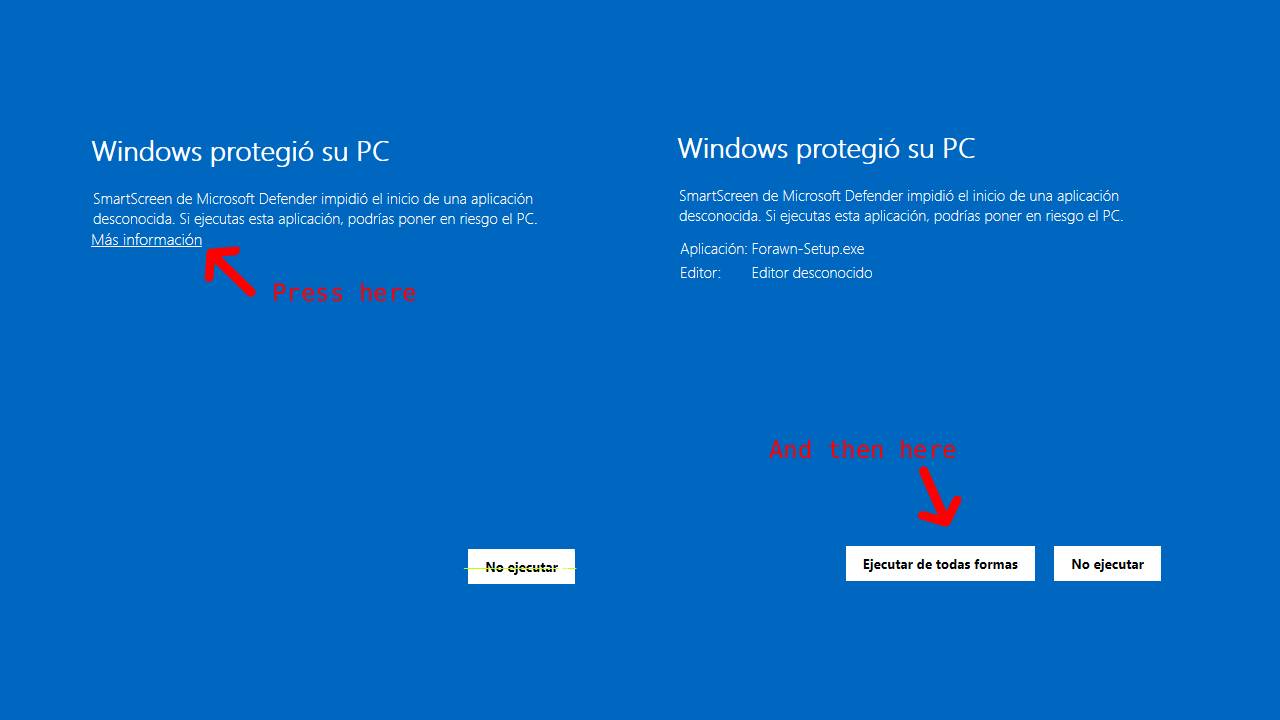 Windows protegió su PC
SmartScreen de Microsoft Defender impidió el inicio de una aplicación
desconocida. Si ejecutas esta aplicación, podrías poner en riesgo el PC.
Más información
Press here
No ejecutar
Windows protegió su PC
SmartScreen de Microsoft Defender impidió el inicio de una aplicación
desconocida. Si ejecutas esta aplicación, podrías poner en riesgo el PC.
Aplicación: Forawn-Setup.exe
Editor: Editor desconocido
And then here
Ejecutar de todas formas No ejecutar